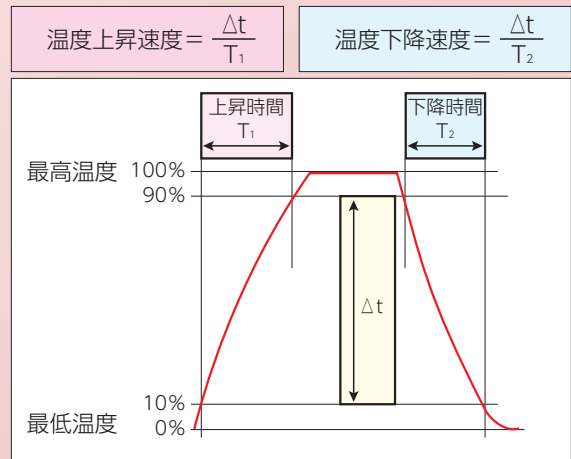 温度上昇速度＝Δt/T₁
温度下降速度＝Δt/T₂
上昇時間
T₁
下降時間
T₂
最高温度 100%
90%
Δt
10%
最低温度 0%